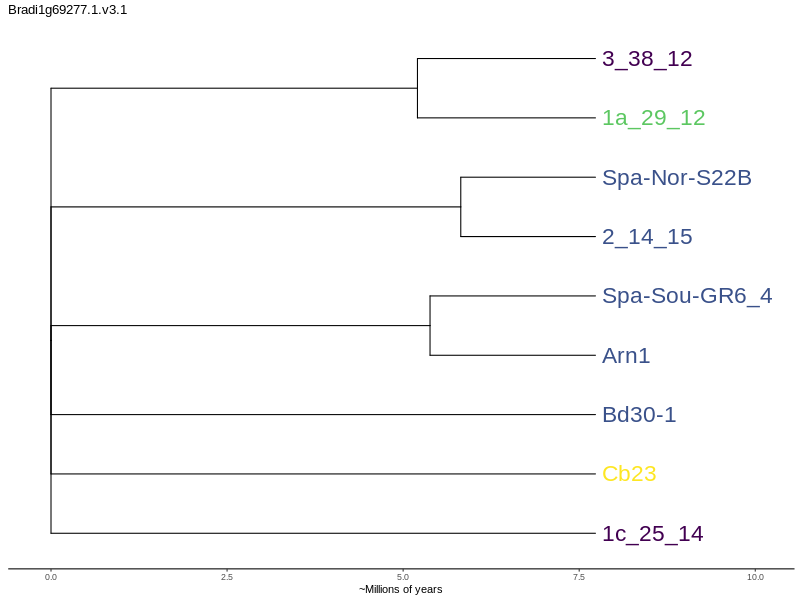 Bradi1g69277.1.v3.1
3_38_12
1a_29_12
Spa-Nor-S22B
2_14_15
Spa-Sou-GR6_4
Arn1
Bd30-1
Cb23
1c_25_14
0.0 2.5 5.0 7.5 10.0
~Millions of years